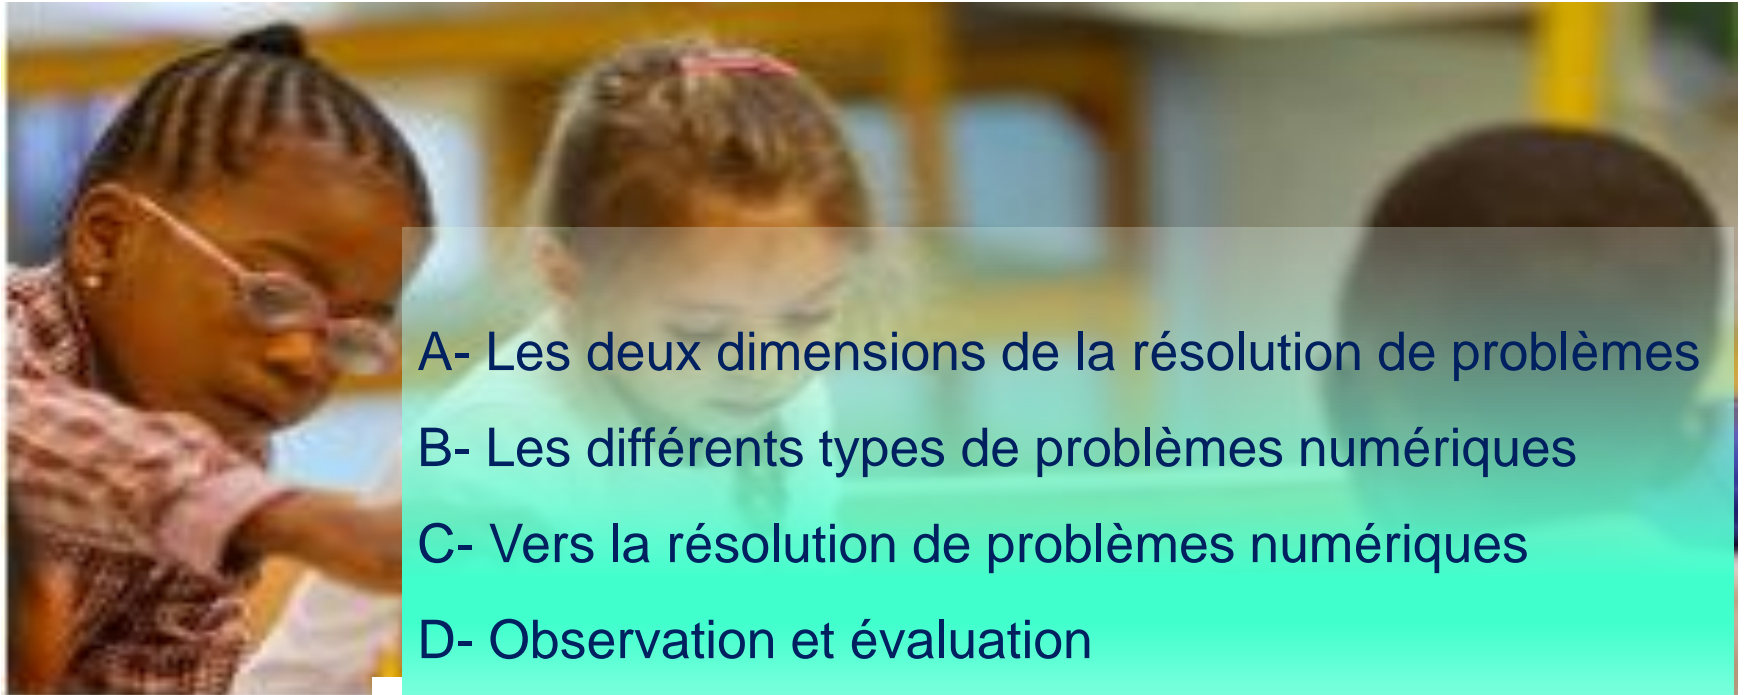 A- Les deux dimensions de la résolution de problèmes
B- Les différents types de problèmes numériques
C- Vers la résolution de problèmes numériques
D- Observation et évaluation